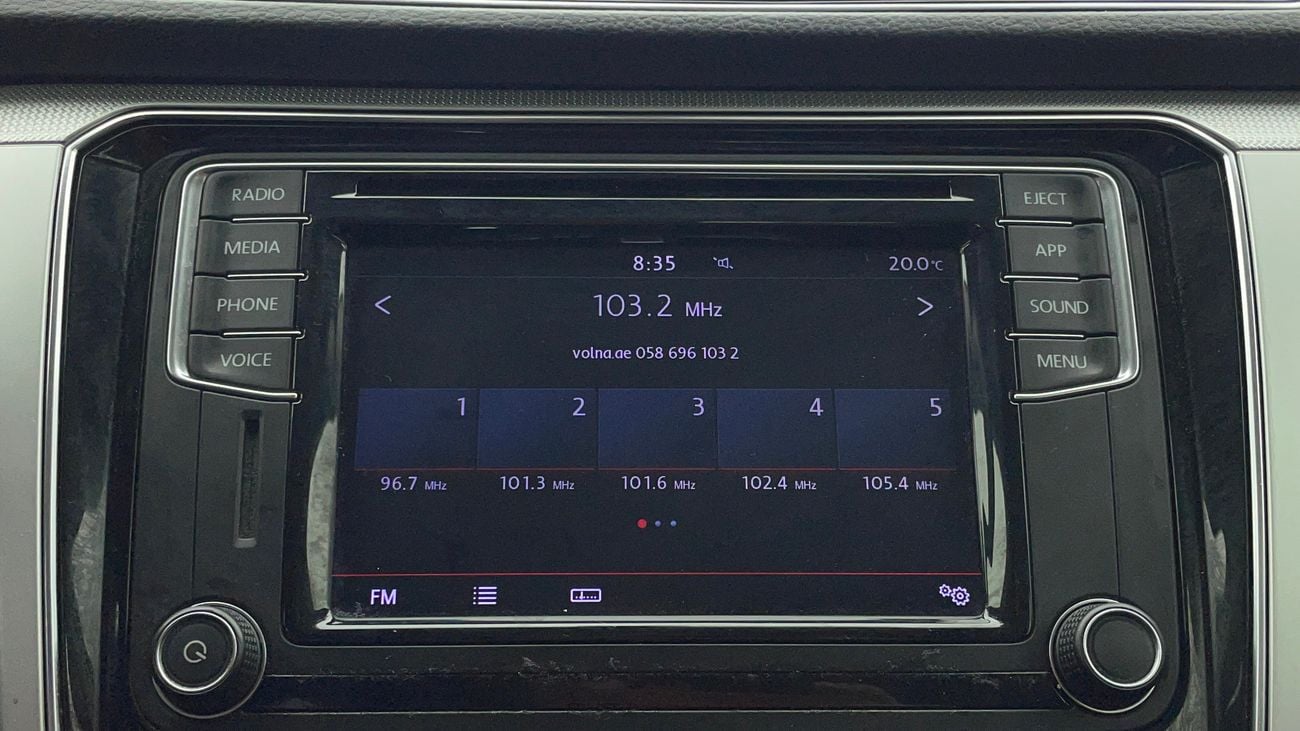 RADIO
MEDIA
PHONE
VOICE
EJECT
APP
SOUND
MENU
8:35 20.0°C
< 103.2 MHz >
volna.ae 058 696 103 2
1 2 3 4 5
96.7 MHz 101.3 MHz 101.6 MHz 102.4 MHz 105.4 MHz
FM